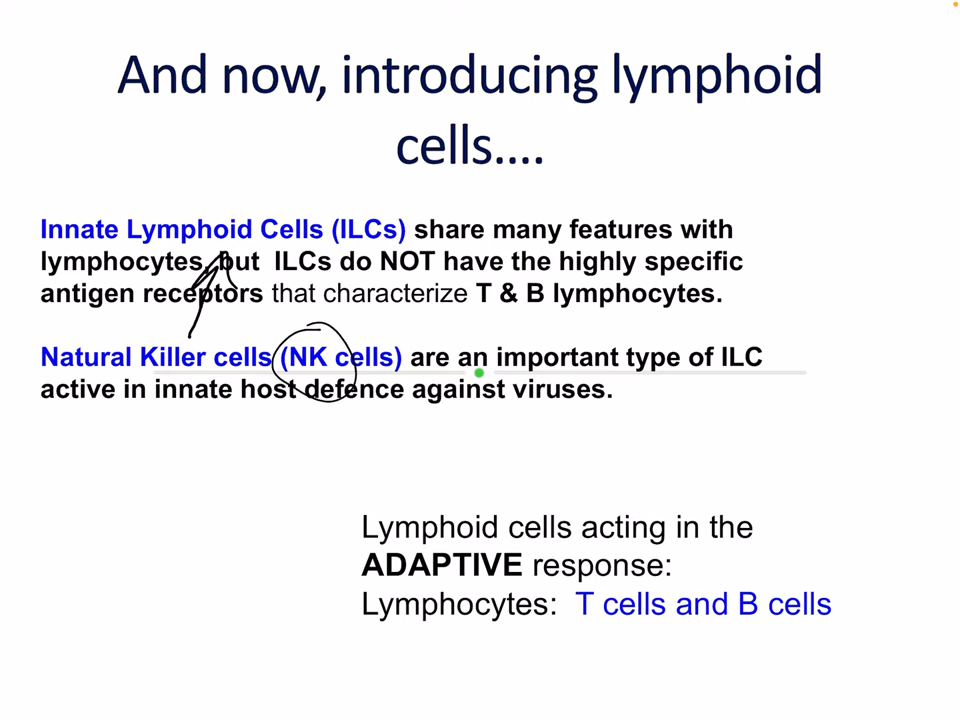 And now, introducing lymphoid
cells....
Innate Lymphoid Cells (ILCs) share many features with
lymphocytes, but ILCs do NOT have the highly specific
antigen receptors that characterize T & B lymphocytes.
Natural Killer cells (NK cells) are an important type of ILC
active in innate host defence against viruses.
Lymphoid cells acting in the
ADAPTIVE response:
Lymphocytes: T cells and B cells